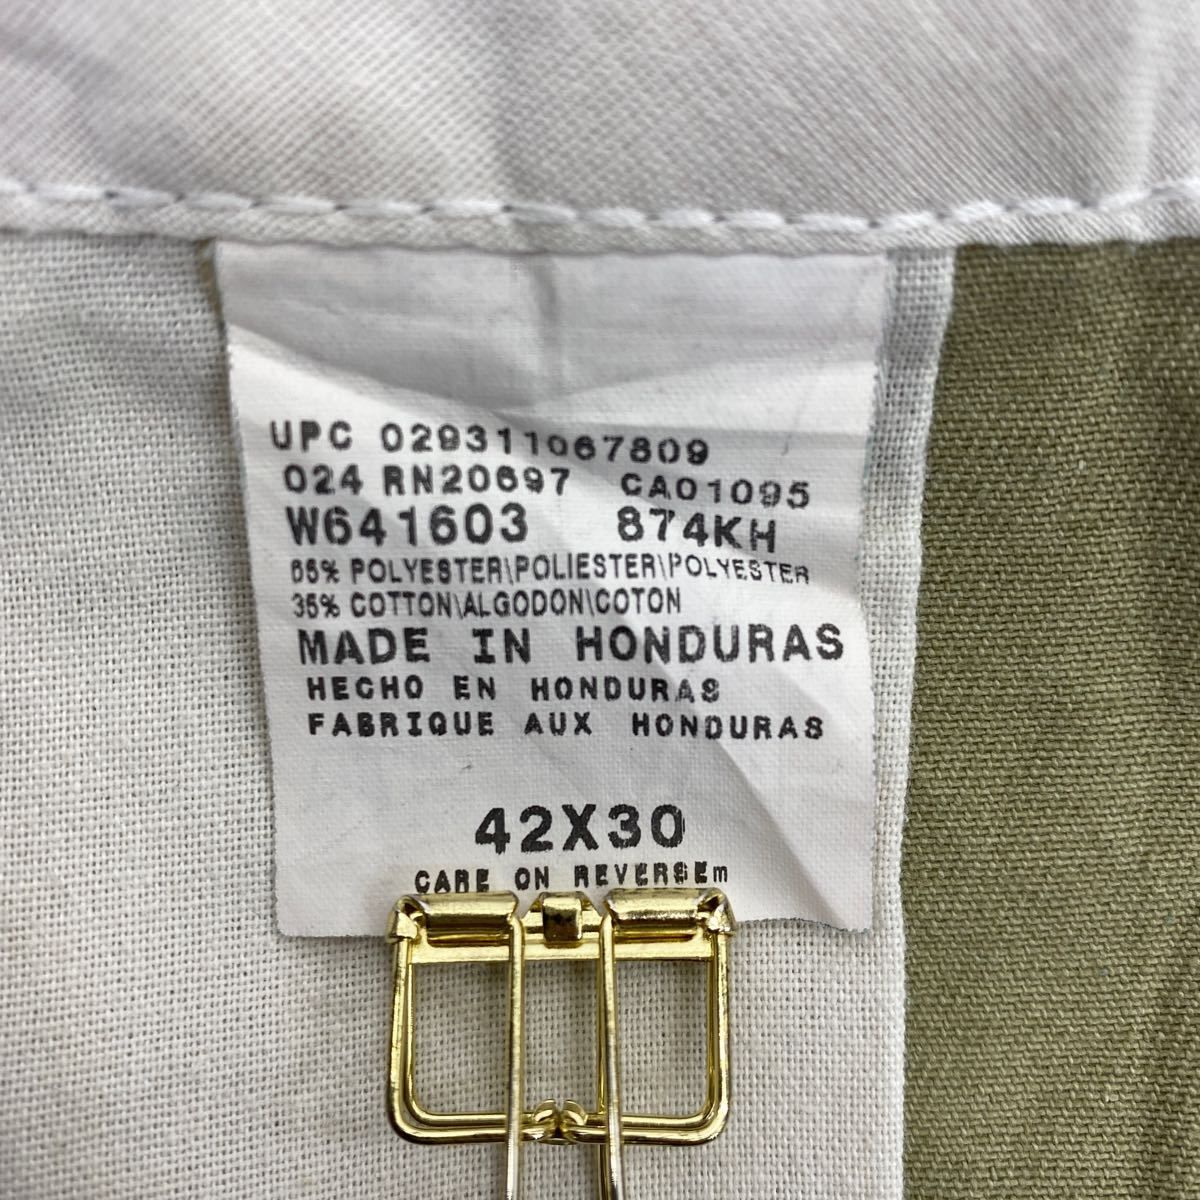 UPC 029311067809
024 RN20697 CA01095
W641603 874KH
65% POLYESTER\POLIESTER\POLYESTER
35% COTTON\ALGODON\COTON
MADE IN HONDURAS
HECHO EN HONDURAS
FABRIQUE AUX HONDURAS
42X30
CARE ON REVERSEm